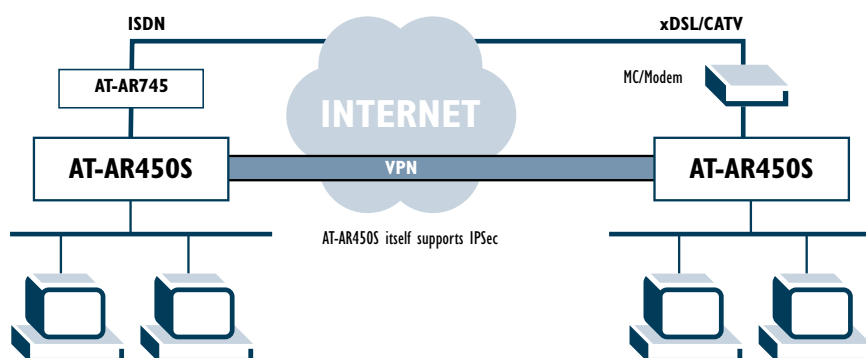 ISDN
xDSL/CATV
AT-AR745
MC/Modem
INTERNET
AT-AR450S
VPN
AT-AR450S
AT-AR450S itself supports IPSec